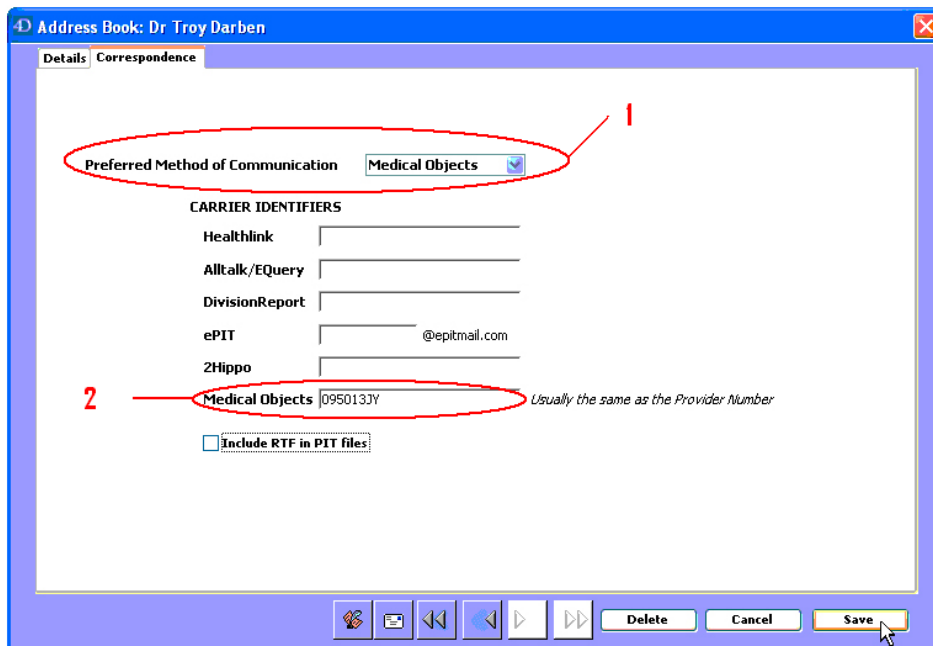 4D Address Book: Dr Troy Darben
Details Correspondence
1
Preferred Method of Communication Medical Objects
CARRIER IDENTIFIERS
Healthlink
Alltalk/EQuery
DivisionReport
ePIT @epitmail.com
2Hippo
2 Medical Objects 095013JY Usually the same as the Provider Number
Include RTF in PIT files
Delete Cancel Save